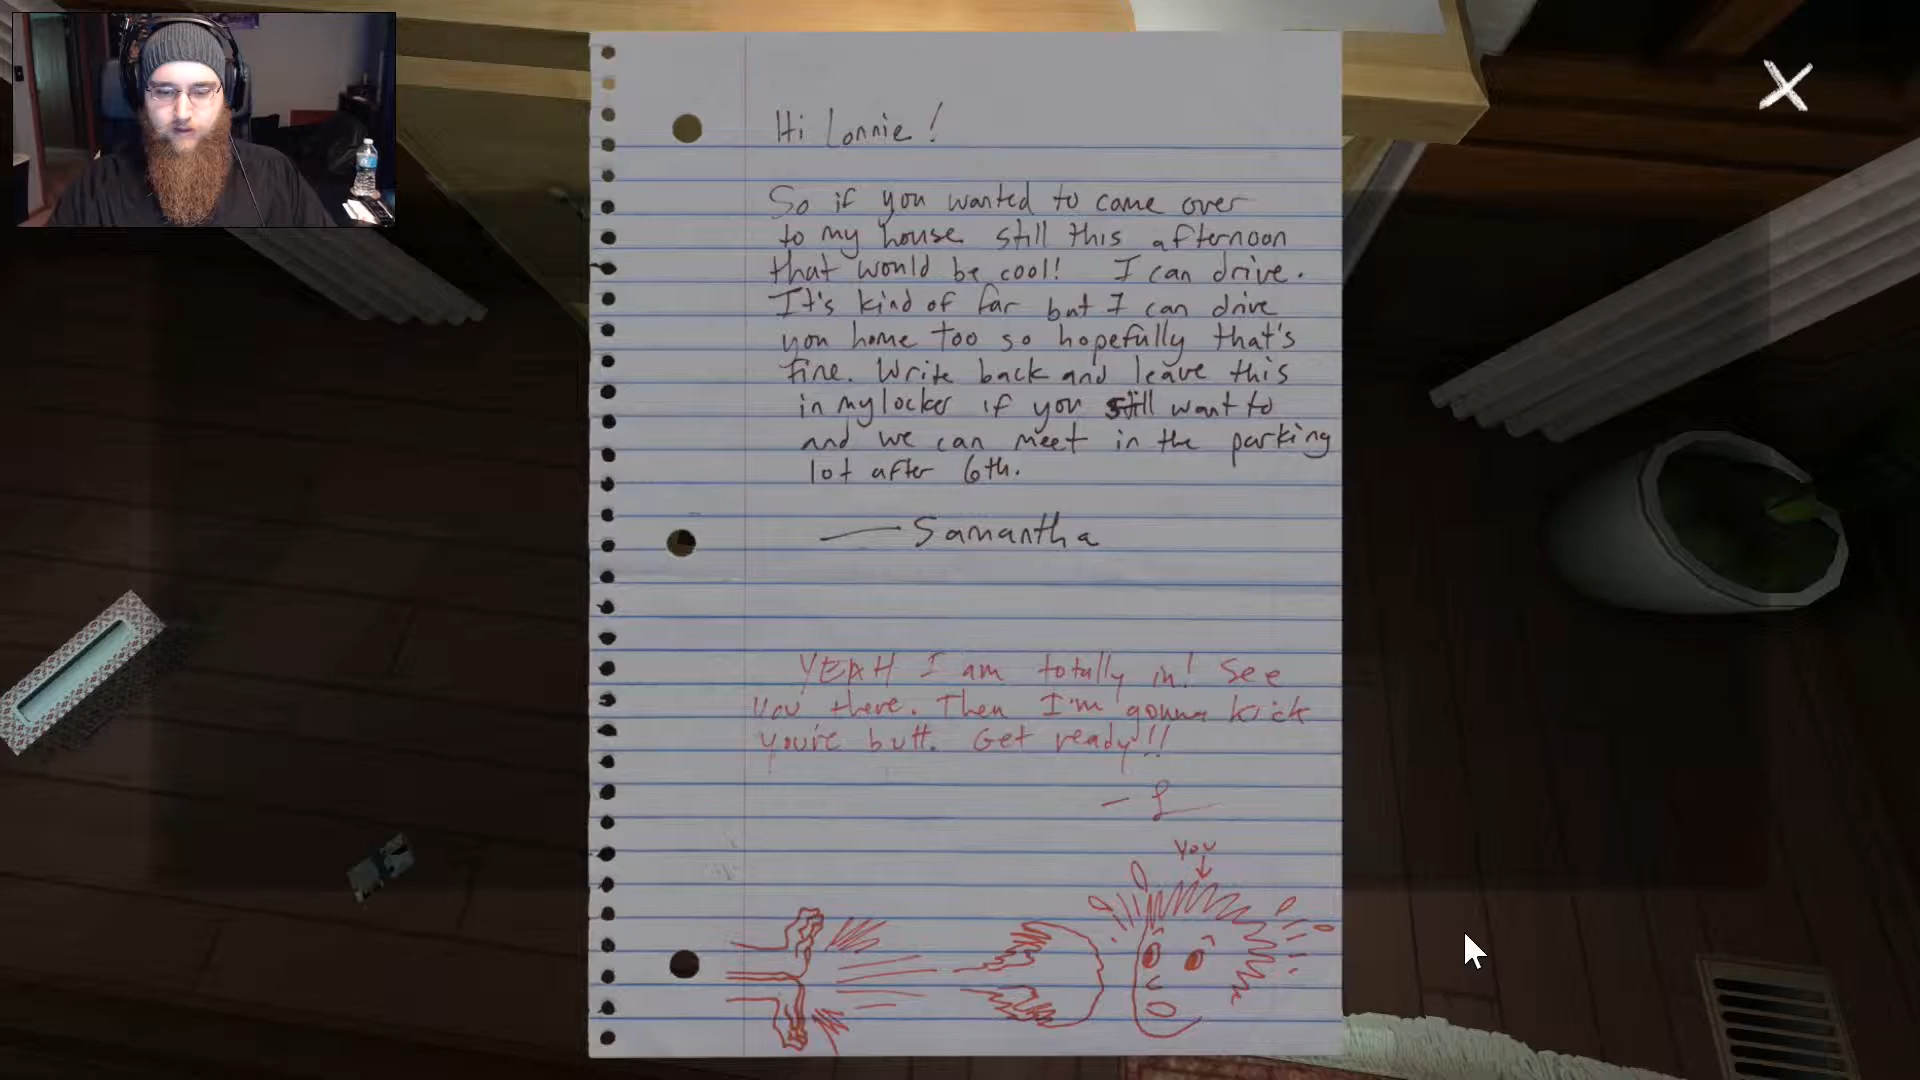 Hi Lonnie!
So if you wanted to come over
to my house still this afternoon
that would be cool! I can drive.
It's kind of far but I can drive
you home too so hopefully that's
fine. Write back and leave this
in my locker if you still want to
and we can meet in the parking
lot after 6th.
— Samantha
YEAH I am totally in! See
you there. Then I'm gonna kick
you're butt. Get ready!!
— L
you